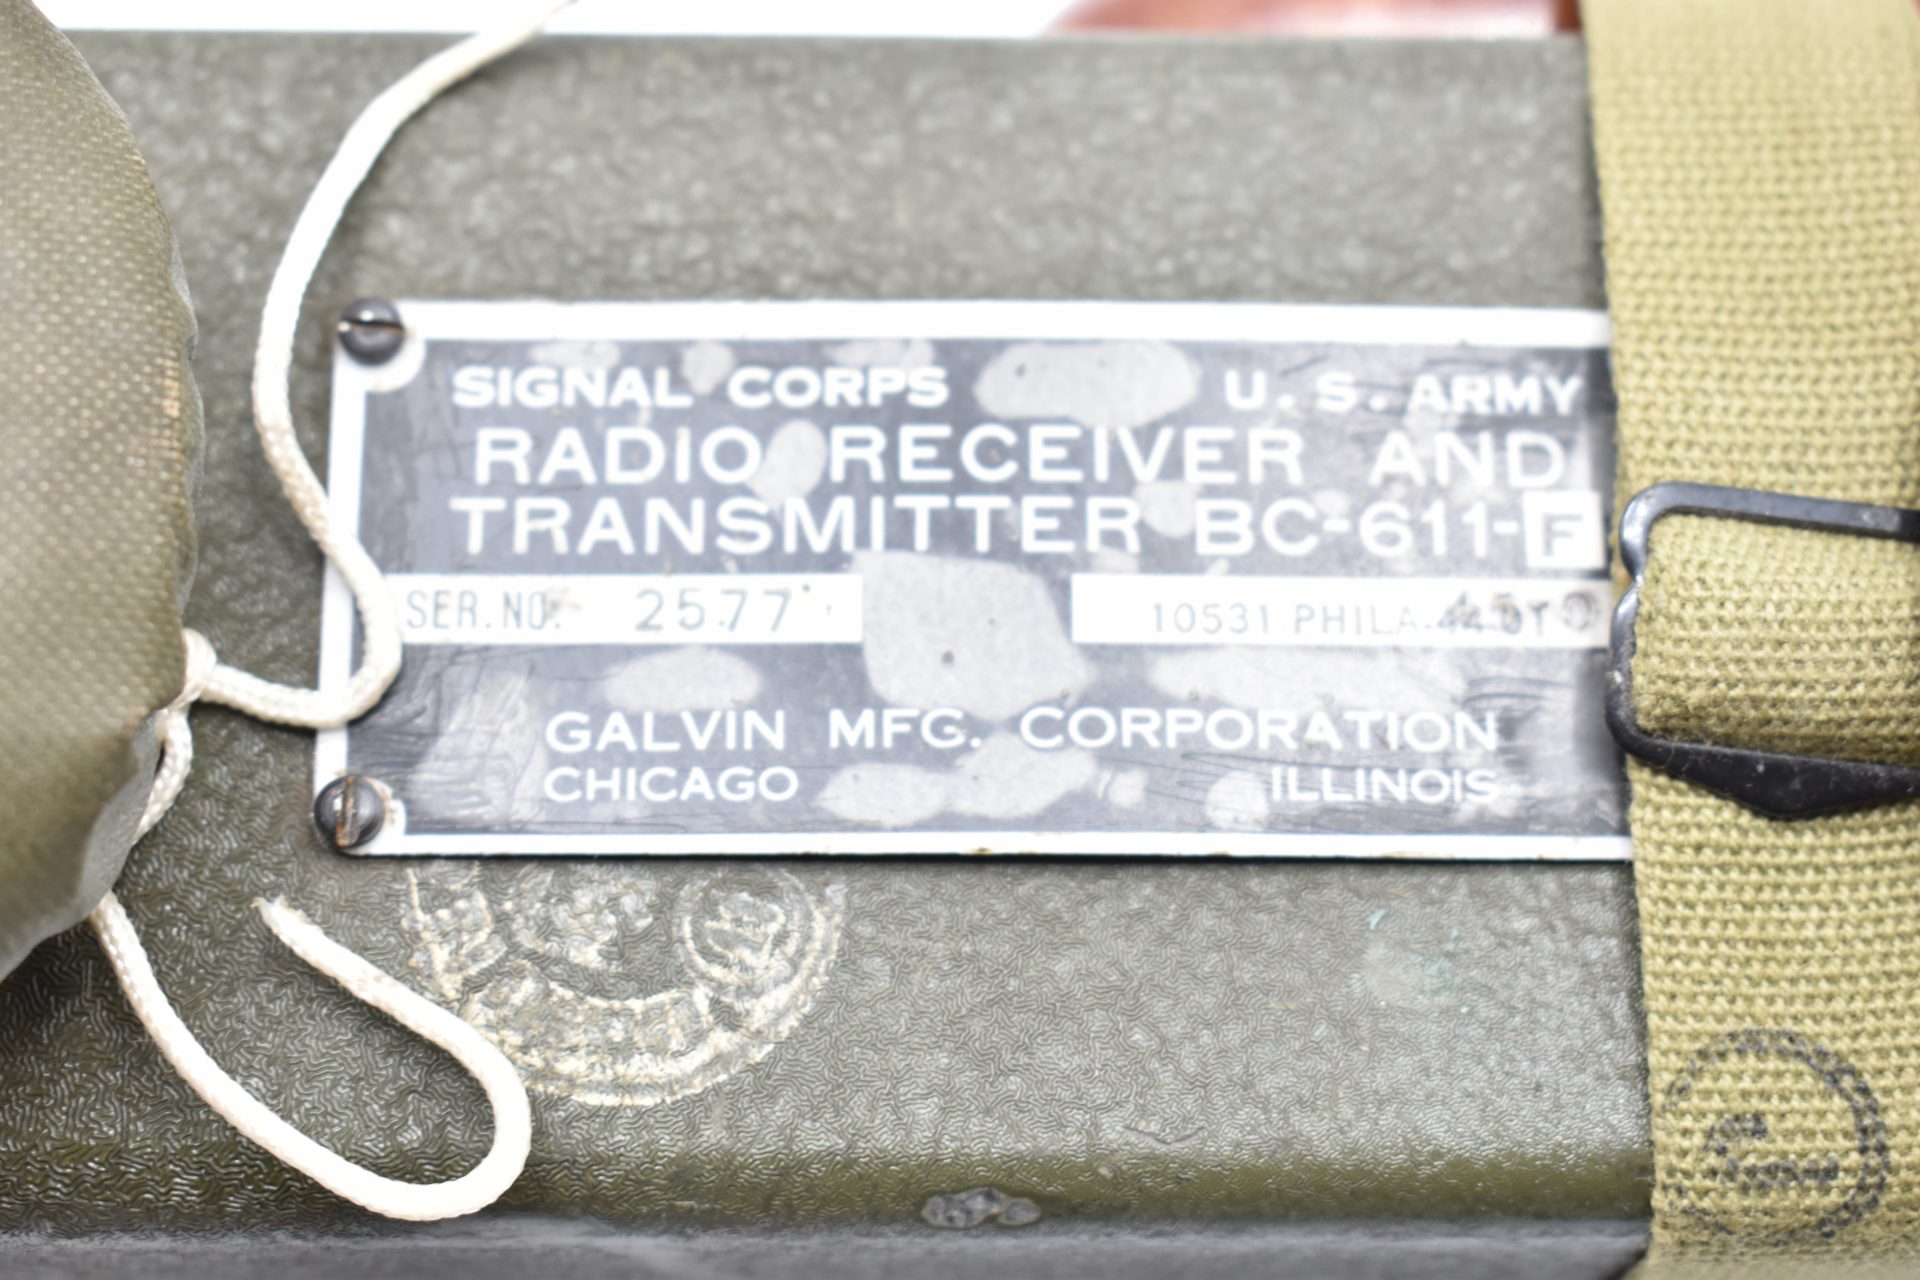 SIGNAL CORPS U. S. ARMY
RADIO RECEIVER AND
TRANSMITTER BC-611-F
SER. NO. 2577 10531-PHILA-
GALVIN MFG. CORPORATION
CHICAGO ILLINOIS